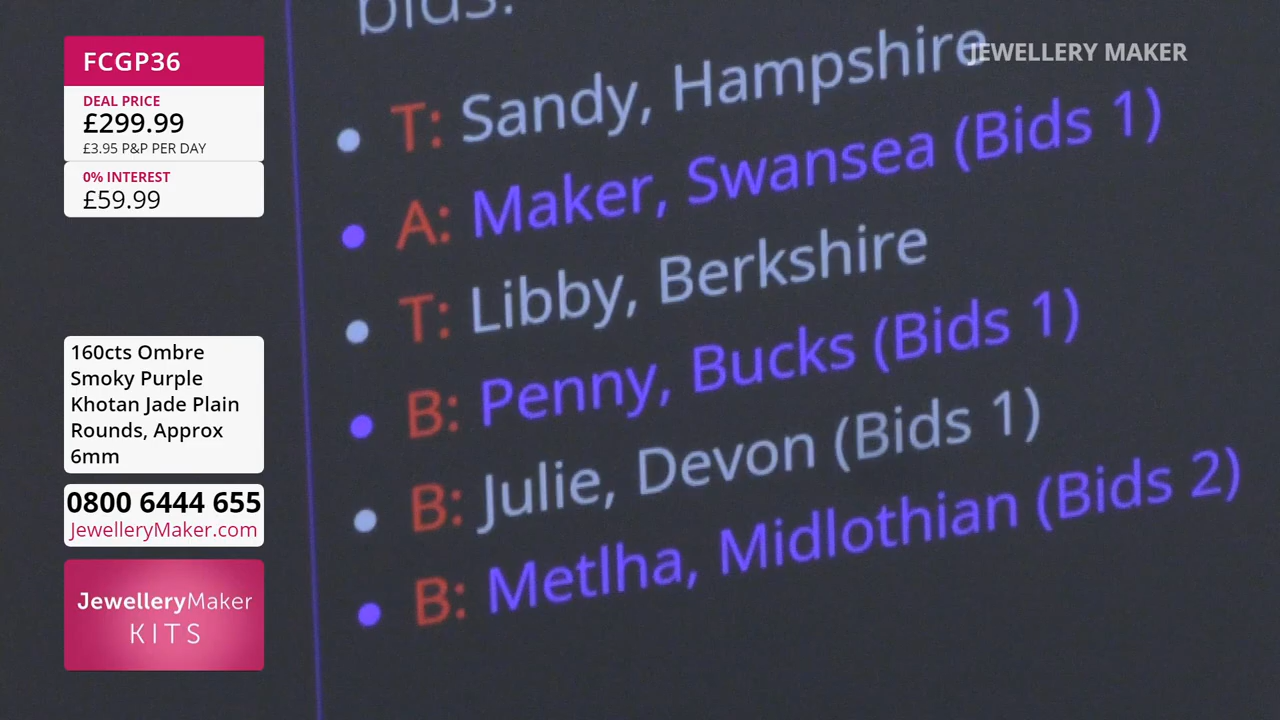 FCGP36
DEAL PRICE
£299.99
£3.95 P&P PER DAY
0% INTEREST
£59.99
160cts Ombre
Smoky Purple
Khotan Jade Plain
Rounds, Approx
6mm
0800 6444 655
JewelleryMaker.com
JewelleryMaker
KITS
JEWELLERY MAKER
bids:
T: Sandy, Hampshire
A: Maker, Swansea (Bids 1)
T: Libby, Berkshire
B: Penny, Bucks (Bids 1)
B: Julie, Devon (Bids 1)
B: Metlha, Midlothian (Bids 2)